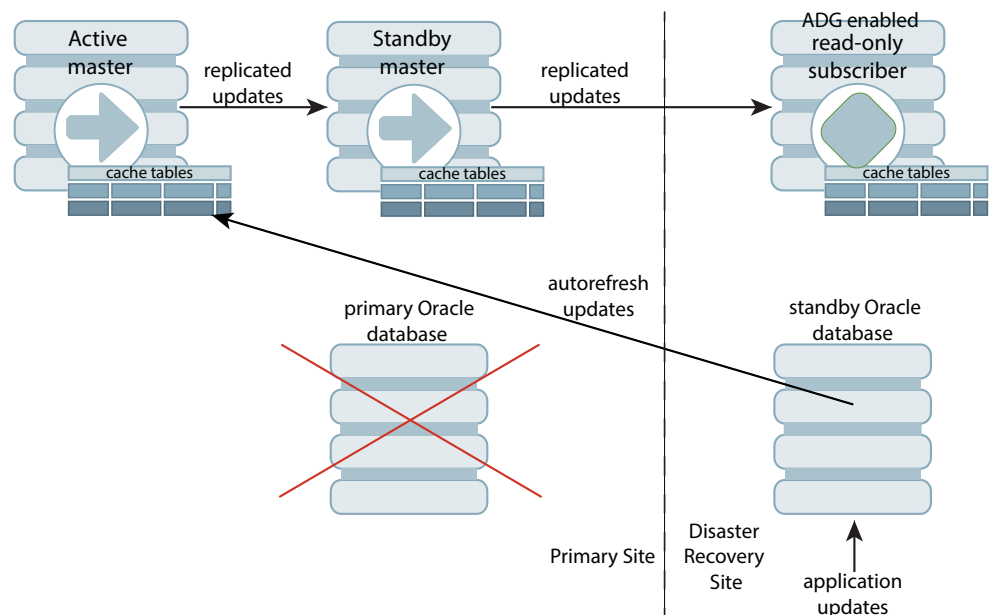 Active
master
replicated
updates
Standby
master
replicated
updates
ADG enabled
read-only
subscriber
cache tables
cache tables
cache tables
autorefresh
updates
primary Oracle
database
standby Oracle
database
Primary Site
Disaster
Recovery
Site
application
updates